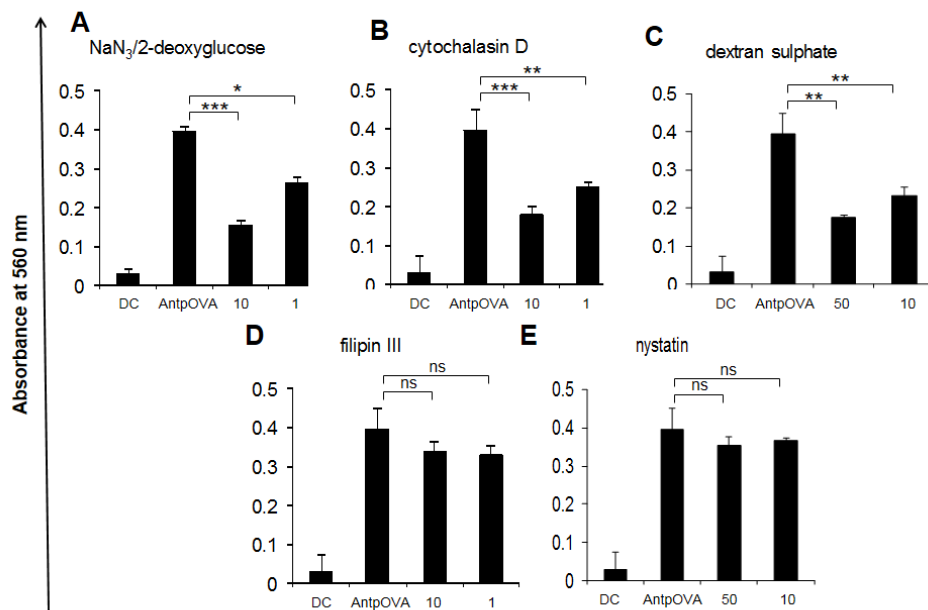 Absorbance at 560 nm
A
NaN₃/2-deoxyglucose
*
***
0.5
0.4
0.3
0.2
0.1
0
DC AntpOVA 10 1
B
cytochalasin D
**
***
0.5
0.4
0.3
0.2
0.1
0
DC AntpOVA 10 1
C
dextran sulphate
**
**
0.5
0.4
0.3
0.2
0.1
0
DC AntpOVA 50 10
D
filipin III
ns
ns
0.5
0.4
0.3
0.2
0.1
0
DC AntpOVA 10 1
E
nystatin
ns
ns
0.5
0.4
0.3
0.2
0.1
0
DC AntpOVA 50 10